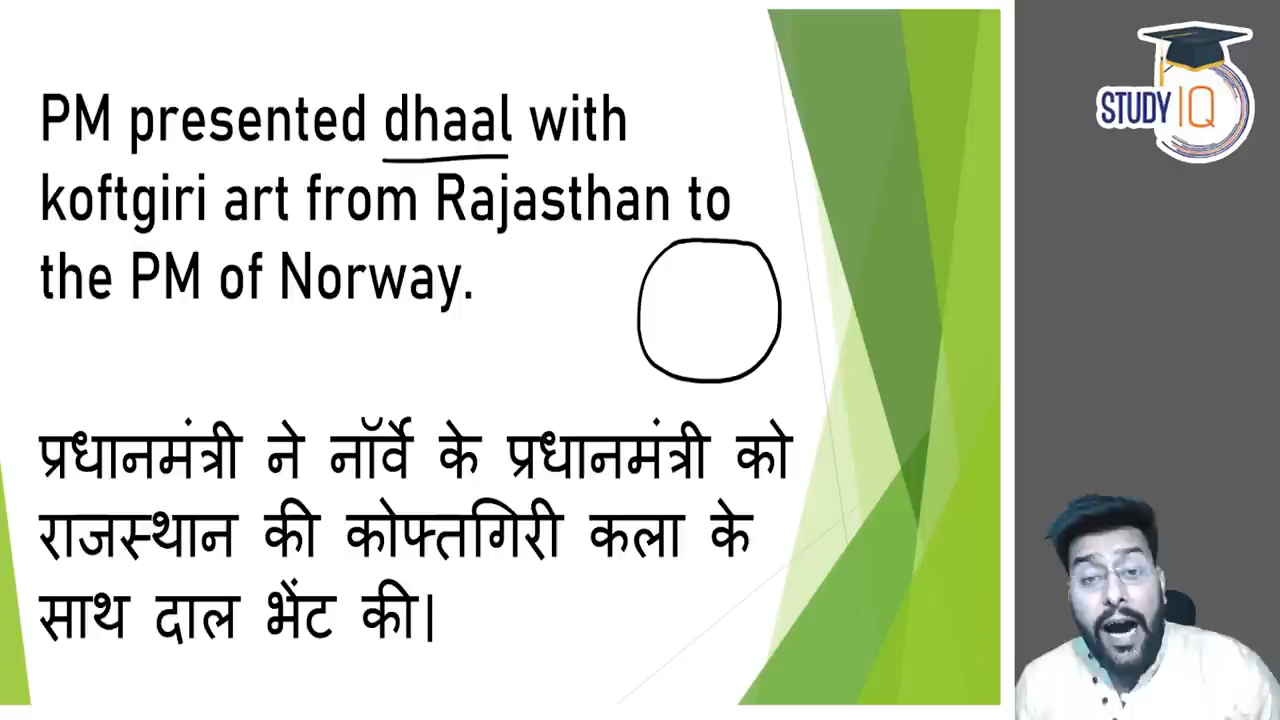 PM presented dhaal with
koftgiri art from Rajasthan to
the PM of Norway.
प्रधानमंत्री ने नॉर्वे के प्रधानमंत्री को
राजस्थान की कोफ्तगिरी कला के
साथ दाल भेंट की।
STUDY IQ